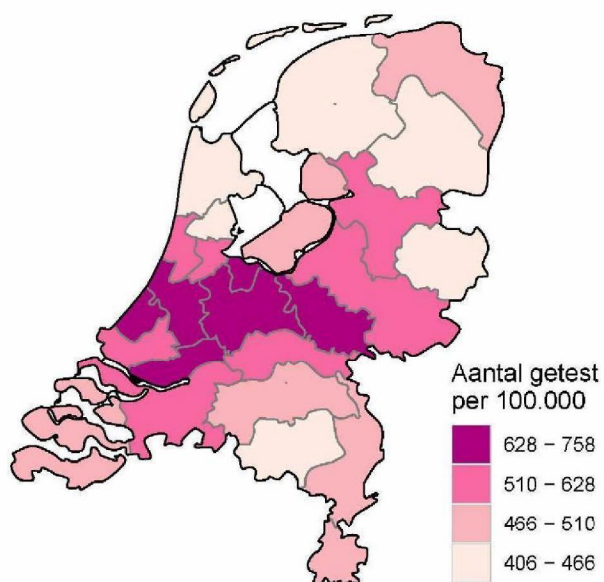 Aantal getest
per 100.000
628 – 758
510 – 628
466 – 510
406 – 466